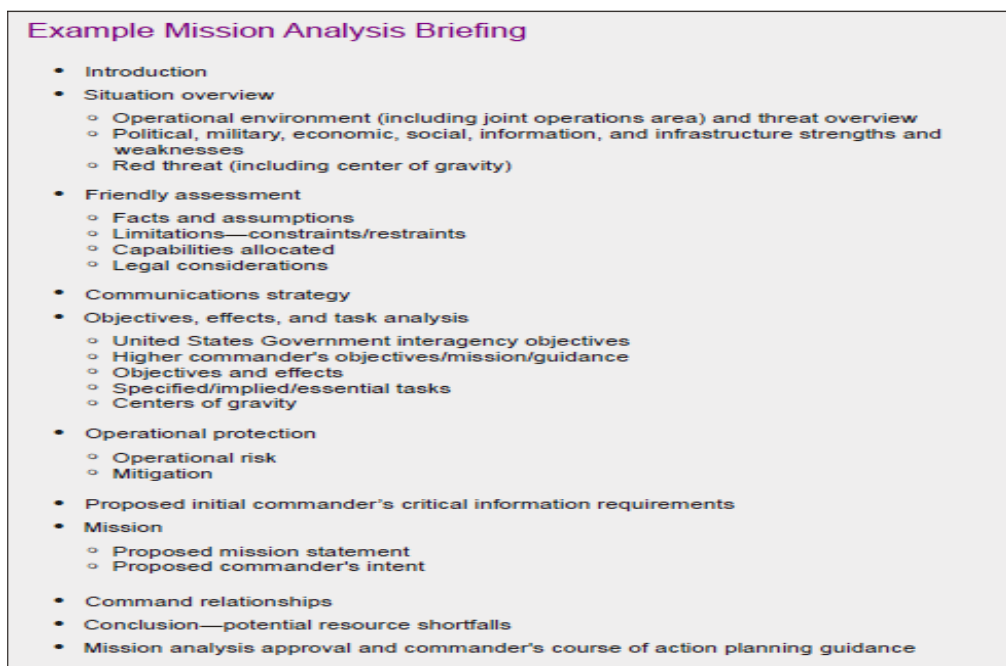 Example Mission Analysis Briefing
• Introduction
• Situation overview
○ Operational environment (including joint operations area) and threat overview
○ Political, military, economic, social, information, and infrastructure strengths and
weaknesses
○ Red threat (including center of gravity)
• Friendly assessment
○ Facts and assumptions
○ Limitations—constraints/restraints
○ Capabilities allocated
○ Legal considerations
• Communications strategy
• Objectives, effects, and task analysis
○ United States Government interagency objectives
○ Higher commander's objectives/mission/guidance
○ Objectives and effects
○ Specified/implied/essential tasks
○ Centers of gravity
• Operational protection
○ Operational risk
○ Mitigation
• Proposed initial commander's critical information requirements
• Mission
○ Proposed mission statement
○ Proposed commander's intent
• Command relationships
• Conclusion—potential resource shortfalls
• Mission analysis approval and commander's course of action planning guidance